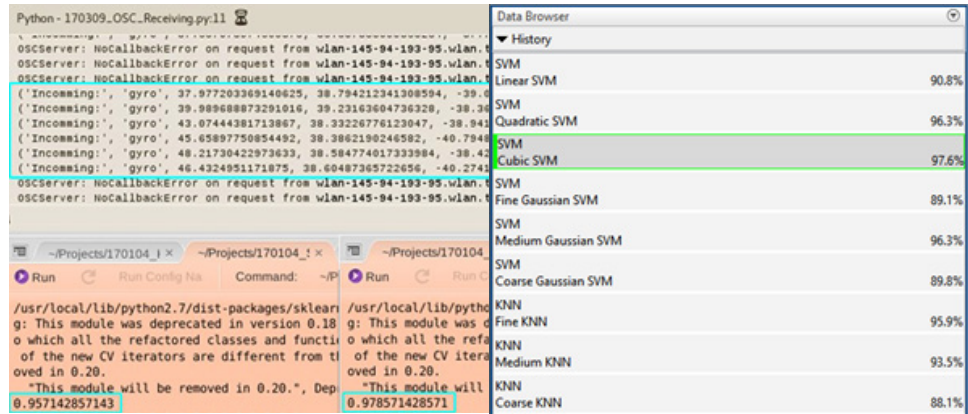 Python - 170309_OSC_Receiving.py:11
OSCServer: NoCallbackError on request from wlan-145-94-193-95.wlan.t
OSCServer: NoCallbackError on request from wlan-145-94-193-95.wlan.t
OSCServer: NoCallbackError on request from wlan-145-94-193-95.wlan.t
('Incomming:', 'gyro', 37.977203369140625, 38.794212341308594, -39.0
('Incomming:', 'gyro', 39.989688873291016, 39.23163604736328, -38.36
('Incomming:', 'gyro', 43.07444381713867, 38.33226776123047, -38.941
('Incomming:', 'gyro', 45.65897750854492, 38.3862190246582, -40.7948
('Incomming:', 'gyro', 48.21730422973633, 38.584774017333984, -38.42
('Incomming:', 'gyro', 46.4324951171875, 38.60487365722656, -40.2741
OSCServer: NoCallbackError on request from wlan-145-94-193-95.wlan.t
OSCServer: NoCallbackError on request from wlan-145-94-193-95.wlan.t
~/Projects/170104_ ~/Projects/170104_
Run Run Config Na Command: ~/P
/usr/local/lib/python2.7/dist-packages/sklearn
g: This module was deprecated in version 0.18
o which all the refactored classes and functi
of the new CV iterators are different from t
oved in 0.20.
"This module will be removed in 0.20.", Dep
0.957142857143
~/Projects/170104_
Run Run C
/usr/local/lib/pytho
g: This module was d
o which all the refa
of the new CV itera
oved in 0.20.
"This module will
0.978571428571
Data Browser
History
SVM
Linear SVM 90.8%
SVM
Quadratic SVM 96.3%
SVM
Cubic SVM 97.6%
SVM
Fine Gaussian SVM 89.1%
SVM
Medium Gaussian SVM 96.3%
SVM
Coarse Gaussian SVM 89.8%
KNN
Fine KNN 95.9%
KNN
Medium KNN 93.5%
KNN
Coarse KNN 88.1%